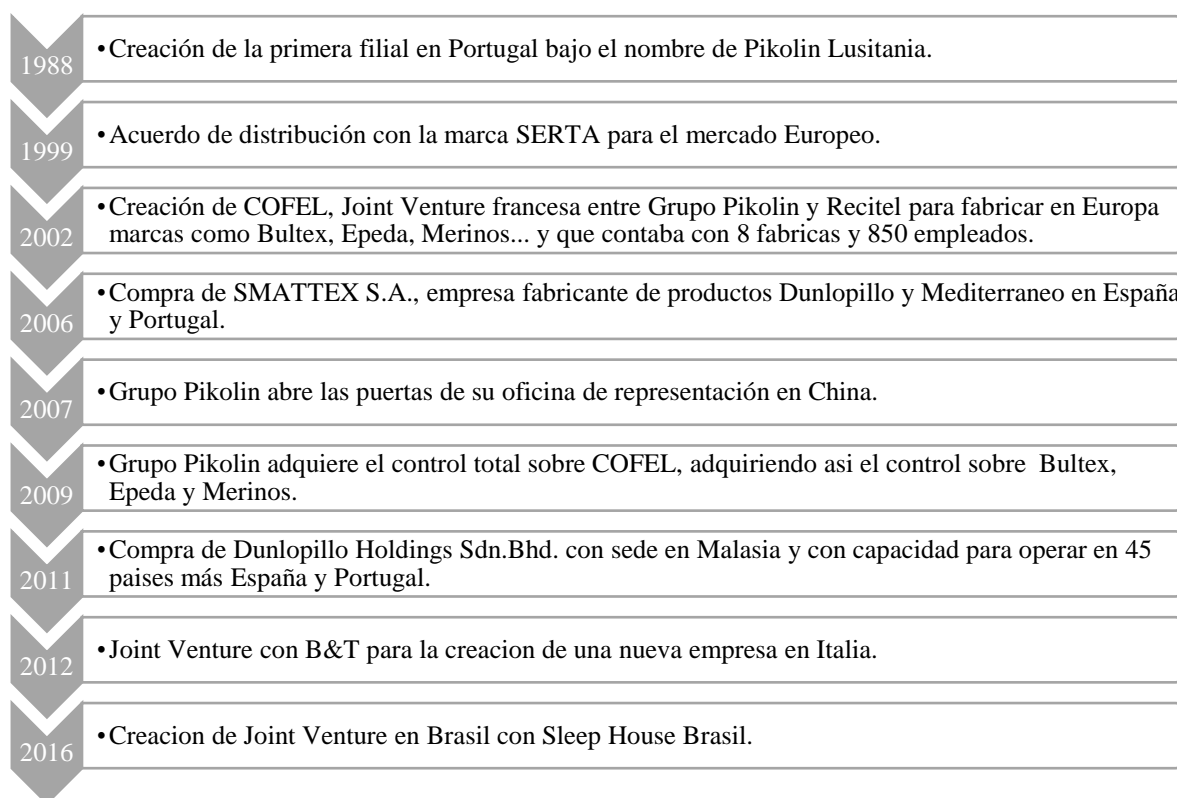 1988
•Creación de la primera filial en Portugal bajo el nombre de Pikolin Lusitania.
1999
•Acuerdo de distribución con la marca SERTA para el mercado Europeo.
2002
•Creación de COFEL, Joint Venture francesa entre Grupo Pikolin y Recitel para fabricar en Europa
marcas como Bultex, Epeda, Merinos... y que contaba con 8 fabricas y 850 empleados.
2006
•Compra de SMATTEX S.A., empresa fabricante de productos Dunlopillo y Mediterraneo en España
y Portugal.
2007
•Grupo Pikolin abre las puertas de su oficina de representación en China.
2009
•Grupo Pikolin adquiere el control total sobre COFEL, adquiriendo asi el control sobre Bultex,
Epeda y Merinos.
2011
•Compra de Dunlopillo Holdings Sdn.Bhd. con sede en Malasia y con capacidad para operar en 45
paises más España y Portugal.
2012
•Joint Venture con B&T para la creacion de una nueva empresa en Italia.
2016
•Creacion de Joint Venture en Brasil con Sleep House Brasil.